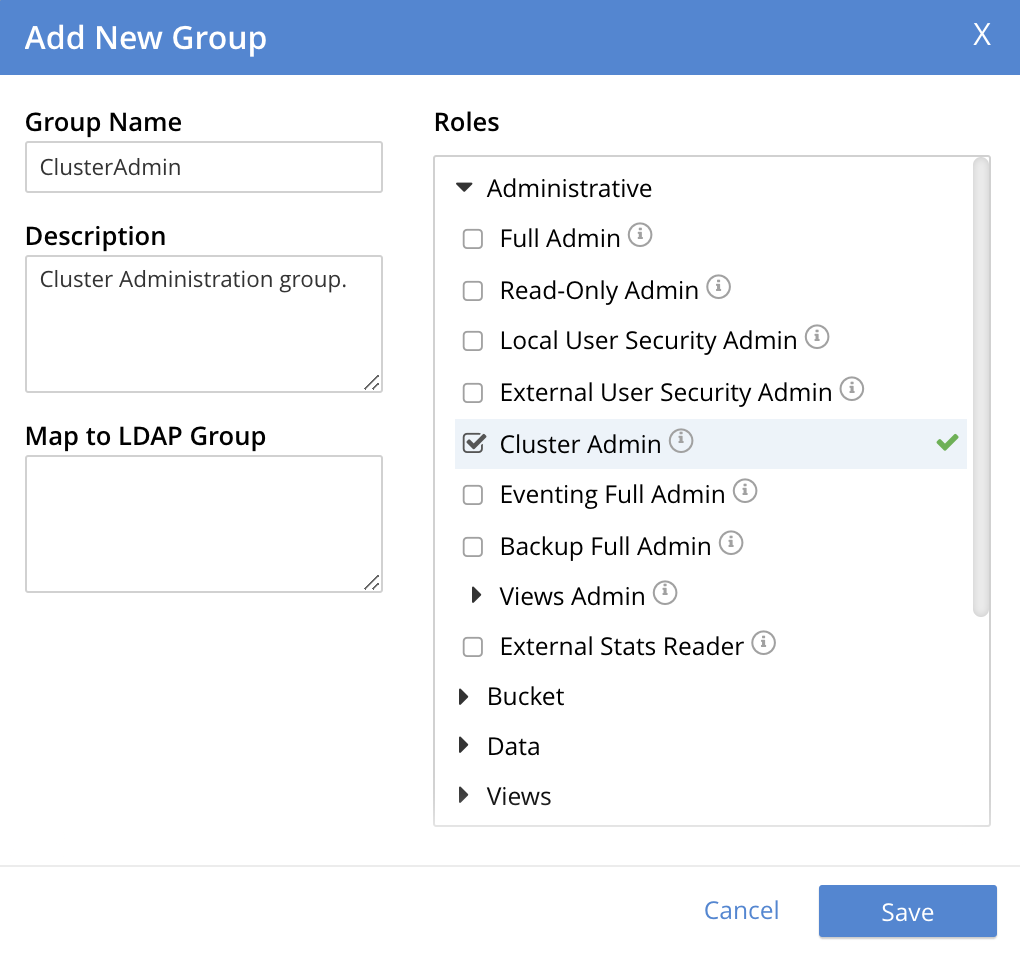 Add New Group
X
Group Name
ClusterAdmin
Description
Cluster Administration group.
Map to LDAP Group
Roles
Administrative
Full Admin
Read-Only Admin
Local User Security Admin
External User Security Admin
Cluster Admin
Eventing Full Admin
Backup Full Admin
Views Admin
External Stats Reader
Bucket
Data
Views
Cancel
Save